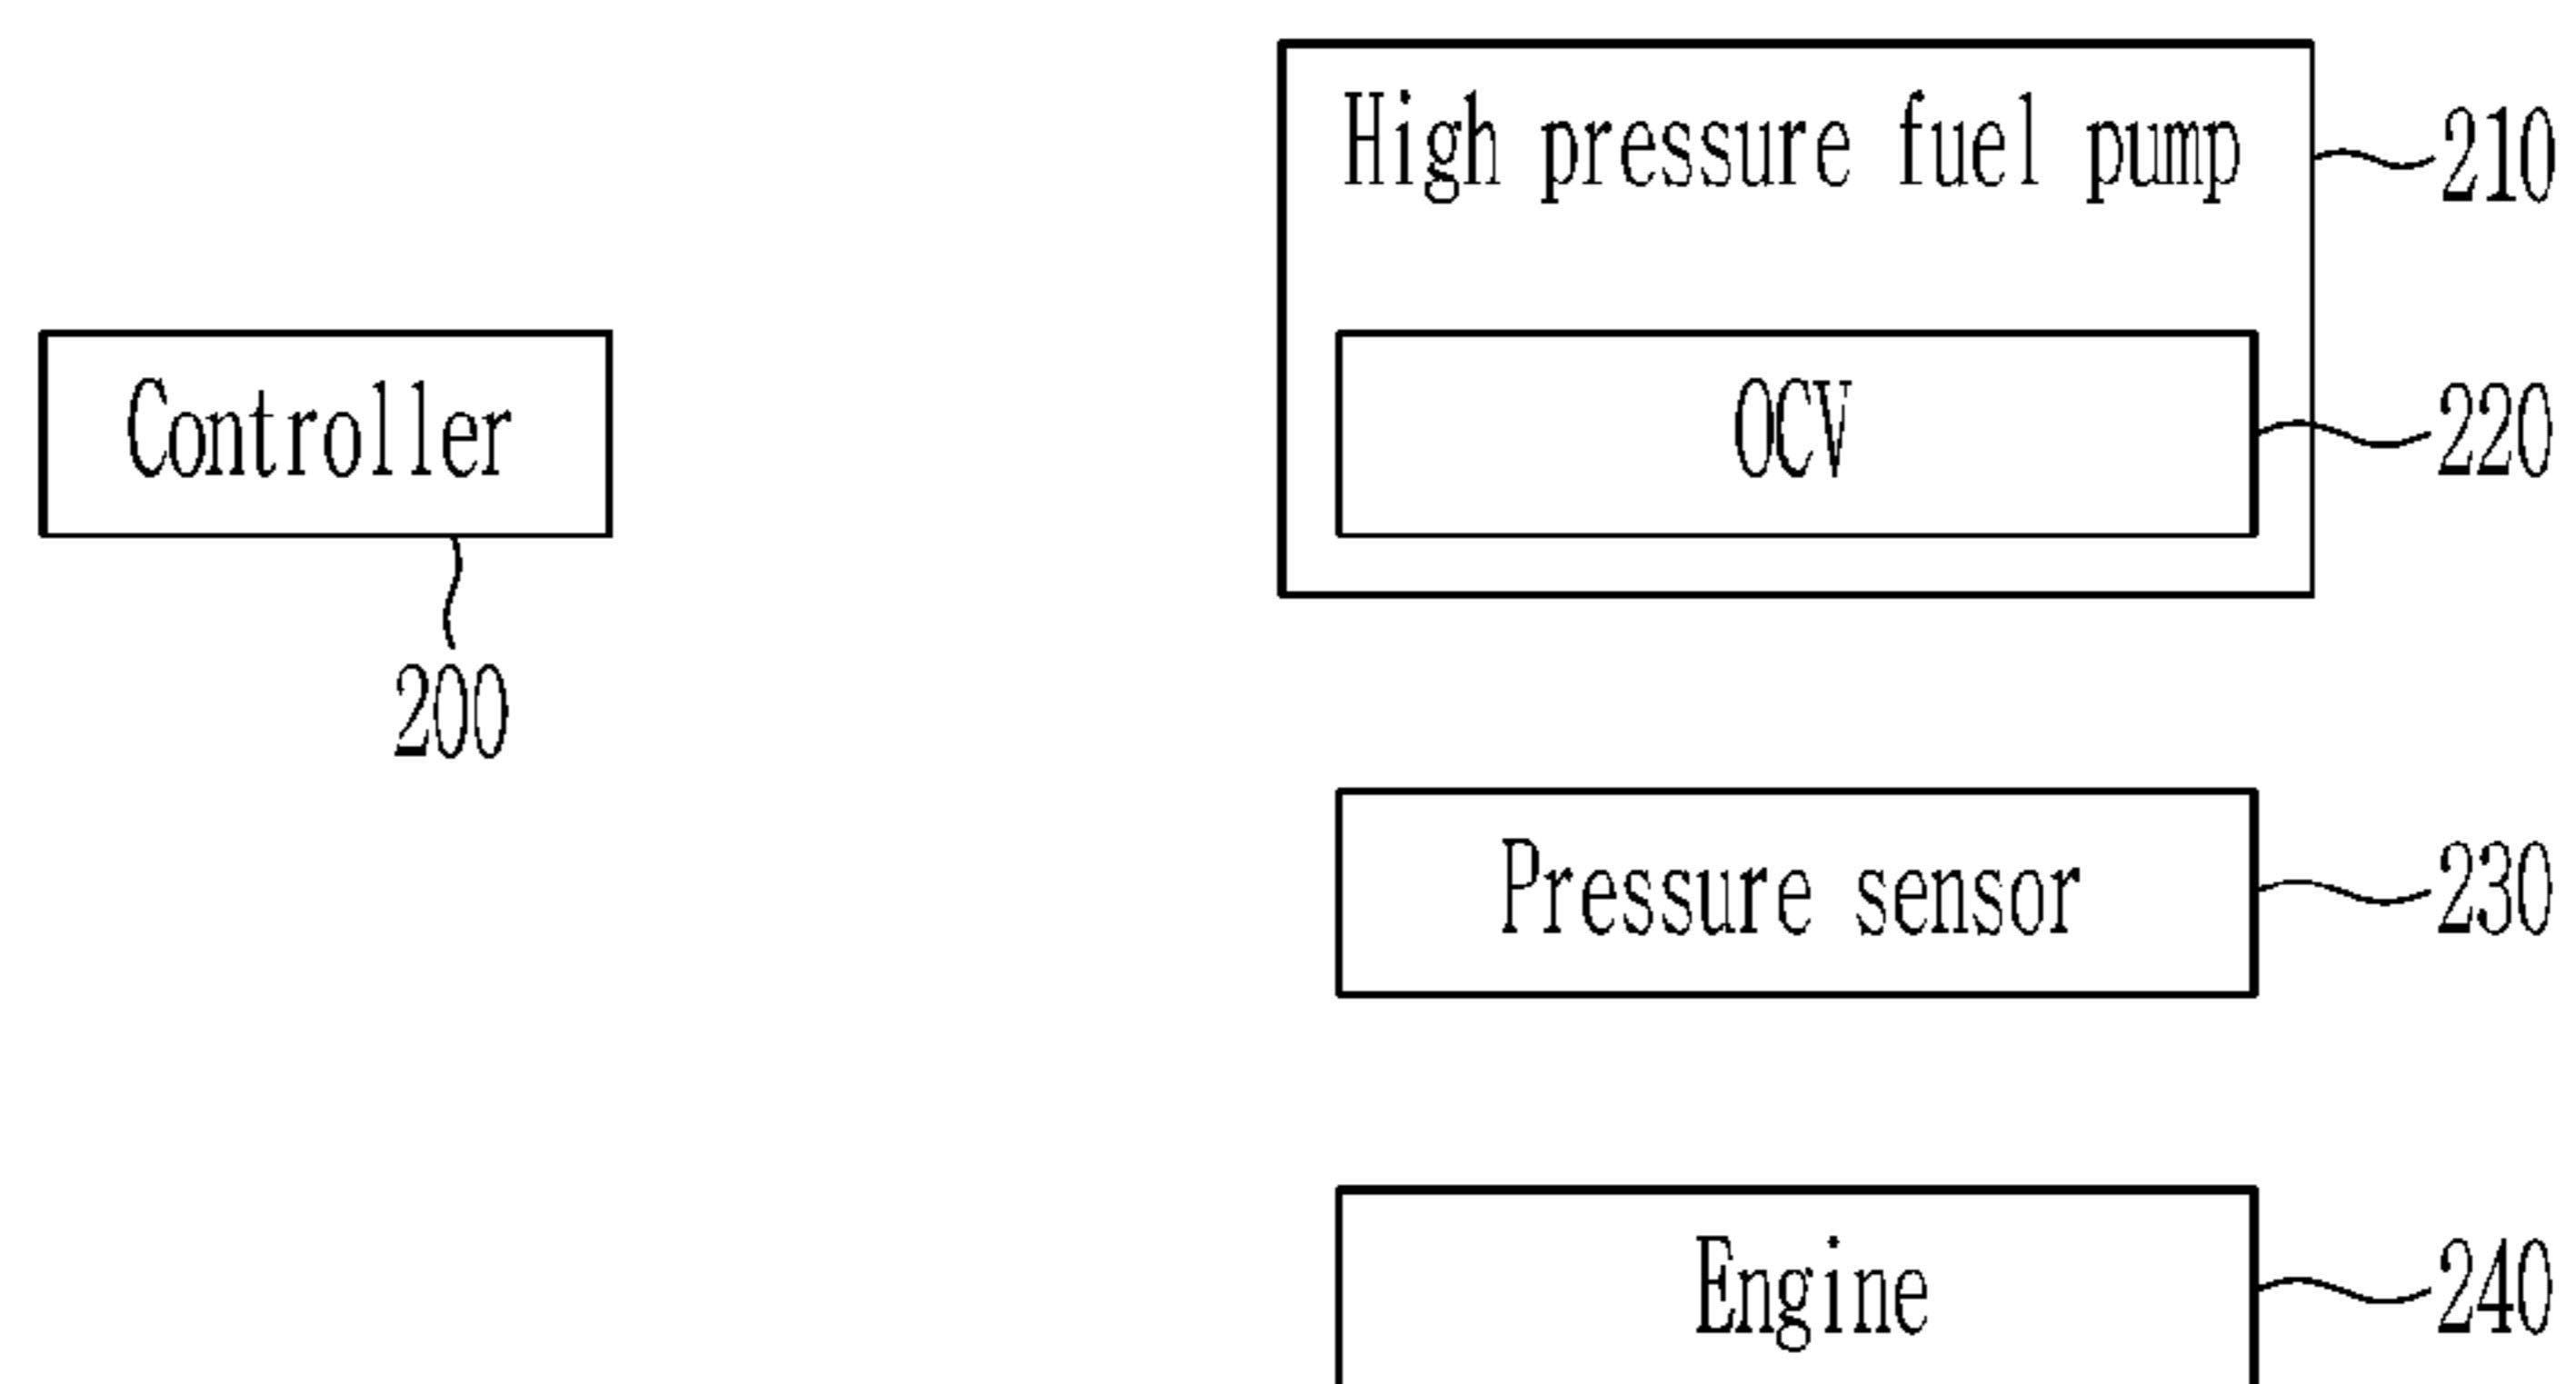 High pressure fuel pump
210
Controller
OCV
220
200
Pressure sensor
230
Engine
240